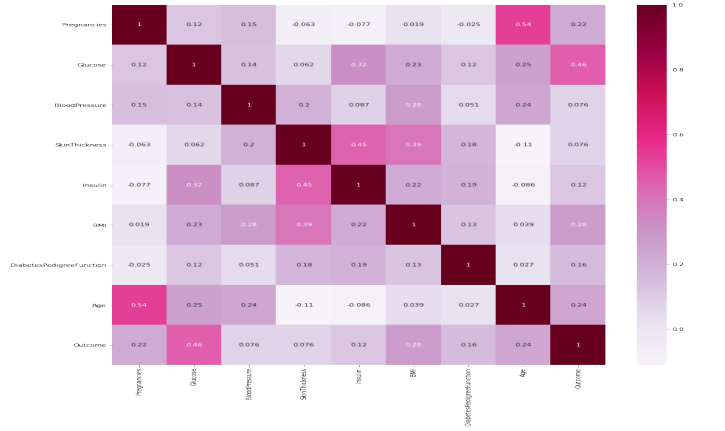 Pregnancies 1 0.12 0.15 -0.063 -0.077 0.019 -0.025 0.54 0.22
Glucose 0.12 1 0.14 0.062 0.32 0.23 0.12 0.25 0.46
BloodPressure 0.15 0.14 1 0.2 0.087 0.28 0.051 0.24 0.076
SkinThickness -0.063 0.062 0.2 1 0.45 0.39 0.18 -0.11 0.076
Insulin -0.077 0.32 0.087 0.45 1 0.22 0.19 -0.086 0.12
BMI 0.019 0.23 0.28 0.39 0.22 1 0.13 0.039 0.28
DiabetesPedigreeFunction -0.025 0.12 0.051 0.18 0.19 0.13 1 0.027 0.16
Age 0.54 0.25 0.24 -0.11 -0.086 0.039 0.027 1 0.24
Outcome 0.22 0.46 0.076 0.076 0.12 0.28 0.16 0.24 1
Pregnancies
Glucose
BloodPressure
SkinThickness
Insulin
BMI
DiabetesPedigreeFunction
Age
Outcome
1.0
0.8
0.6
0.4
0.2
0.0